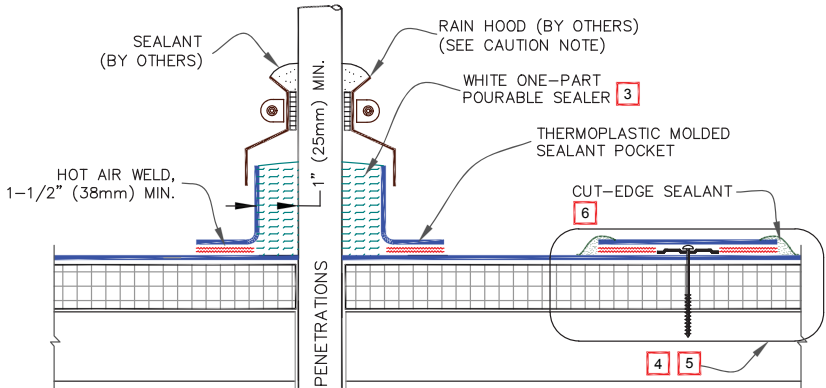 SEALANT
(BY OTHERS)
RAIN HOOD (BY OTHERS)
(SEE CAUTION NOTE)
WHITE ONE-PART
POURABLE SEALER 3
THERMOPLASTIC MOLDED
SEALANT POCKET
HOT AIR WELD,
1-1/2" (38mm) MIN.
1" (25mm) MIN.
CUT-EDGE SEALANT
6
PENETRATIONS
4 5